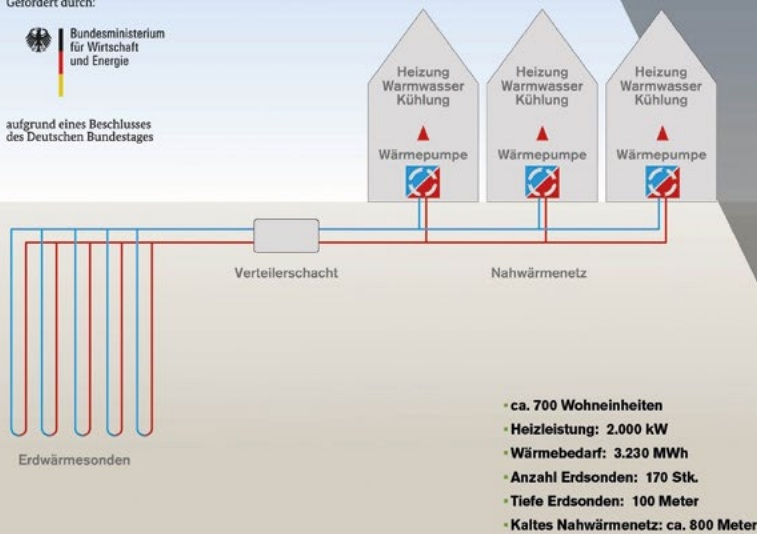 Gefördert durch:
Bundesministerium
für Wirtschaft
und Energie
aufgrund eines Beschlusses
des Deutschen Bundestages
Heizung
Warmwasser
Kühlung
Wärmepumpe
Heizung
Warmwasser
Kühlung
Wärmepumpe
Heizung
Warmwasser
Kühlung
Wärmepumpe
Verteilerschacht
Nahwärmenetz
Erdwärmesonden
ca. 700 Wohneinheiten
Heizleistung: 2.000 kW
Wärmebedarf: 3.230 MWh
Anzahl Erdsonden: 170 Stk.
Tiefe Erdsonden: 100 Meter
Kaltes Nahwärmenetz: ca. 800 Meter